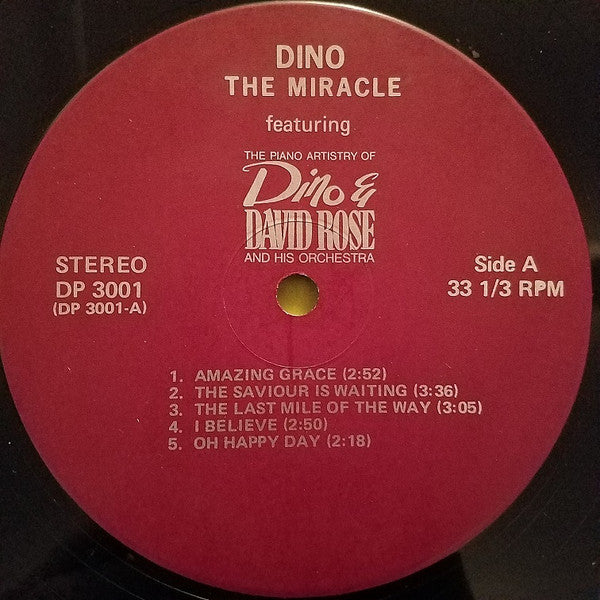 DINO
THE MIRACLE
featuring
THE PIANO ARTISTRY OF
Dino &
DAVID ROSE
AND HIS ORCHESTRA
STEREO
DP 3001
(DP 3001-A)
Side A
33 1/3 RPM
1. AMAZING GRACE (2:52)
2. THE SAVIOUR IS WAITING (3:36)
3. THE LAST MILE OF THE WAY (3:05)
4. I BELIEVE (2:50)
5. OH HAPPY DAY (2:18)